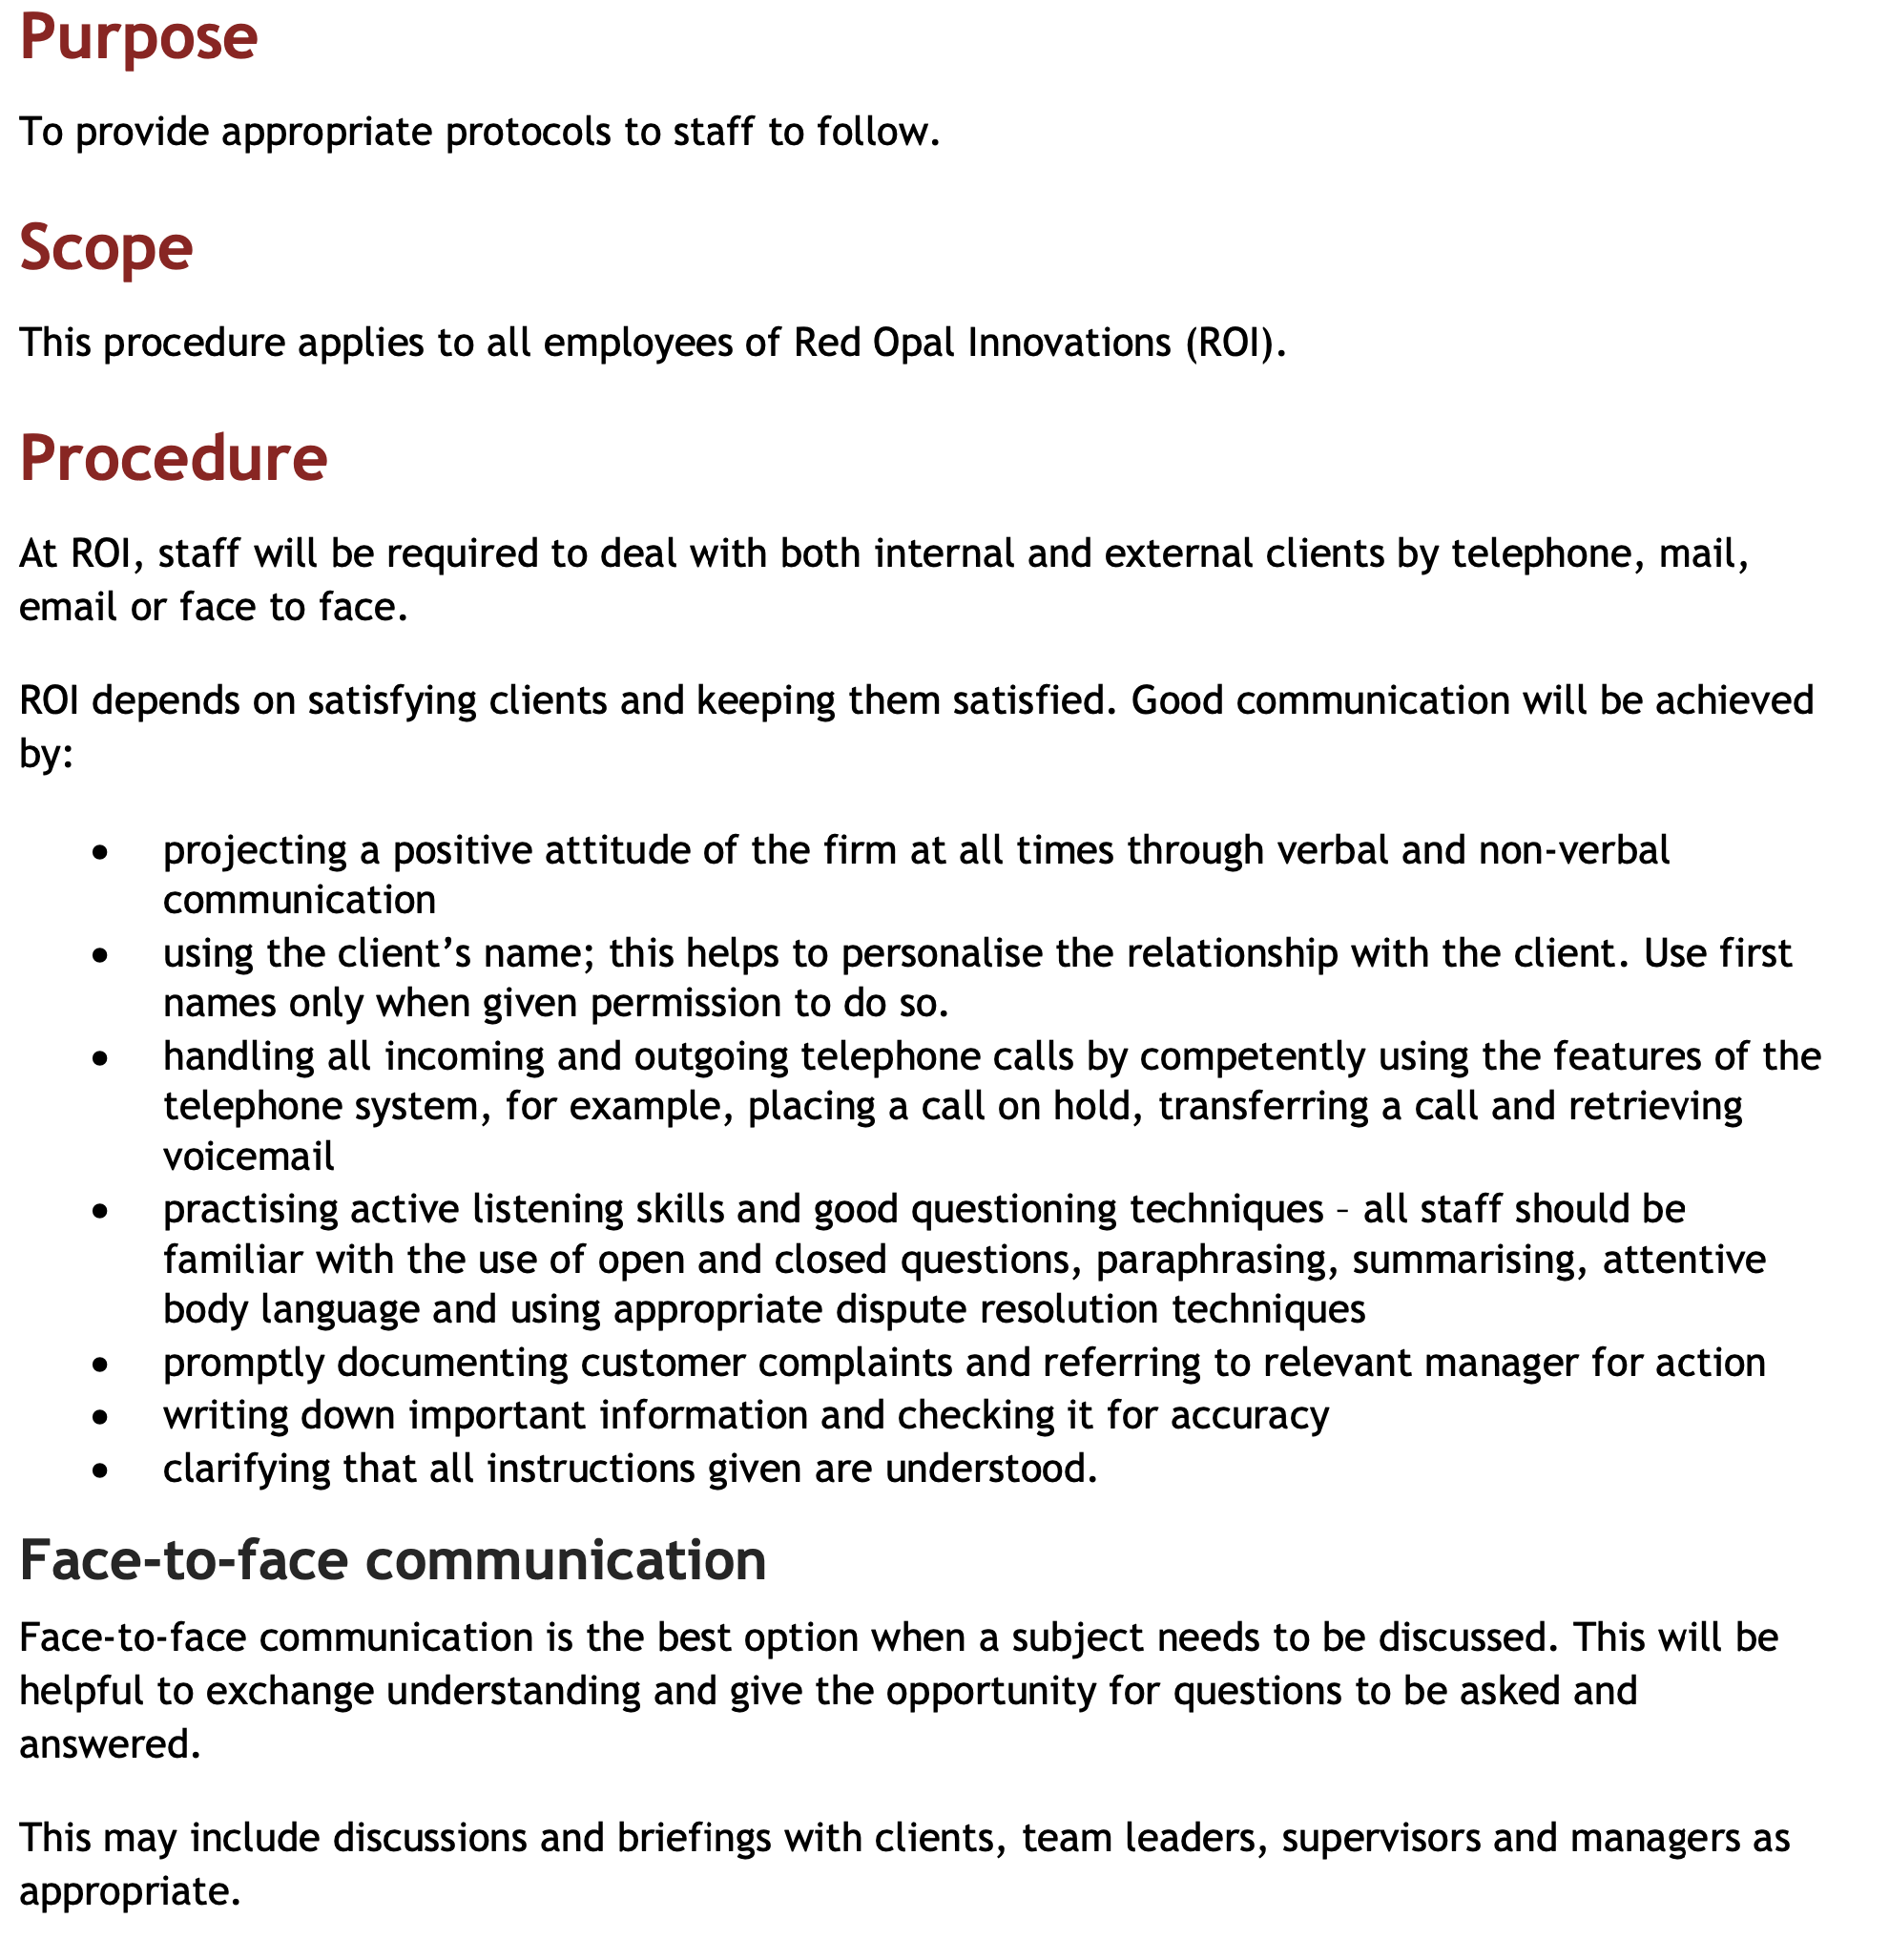 Purpose
To provide appropriate protocols to staff to follow.
Scope
This procedure applies to all employees of Red Opal Innovations (ROI).
Procedure
At ROI, staff will be required to deal with both internal and external clients by telephone, mail,
email or face to face.
ROI depends on satisfying clients and keeping them satisfied. Good communication will be achieved
by:
• projecting a positive attitude of the firm at all times through verbal and non-verbal
communication
• using the client’s name; this helps to personalise the relationship with the client. Use first
names only when given permission to do so.
• handling all incoming and outgoing telephone calls by competently using the features of the
telephone system, for example, placing a call on hold, transferring a call and retrieving
voicemail
• practising active listening skills and good questioning techniques – all staff should be
familiar with the use of open and closed questions, paraphrasing, summarising, attentive
body language and using appropriate dispute resolution techniques
• promptly documenting customer complaints and referring to relevant manager for action
• writing down important information and checking it for accuracy
• clarifying that all instructions given are understood.
Face-to-face communication
Face-to-face communication is the best option when a subject needs to be discussed. This will be
helpful to exchange understanding and give the opportunity for questions to be asked and
answered.
This may include discussions and briefings with clients, team leaders, supervisors and managers as
appropriate.